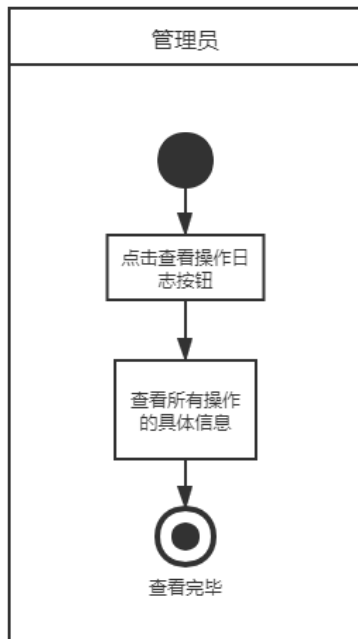 管理员
点击查看操作日
志按钮
查看所有操作
的具体信息
查看完毕